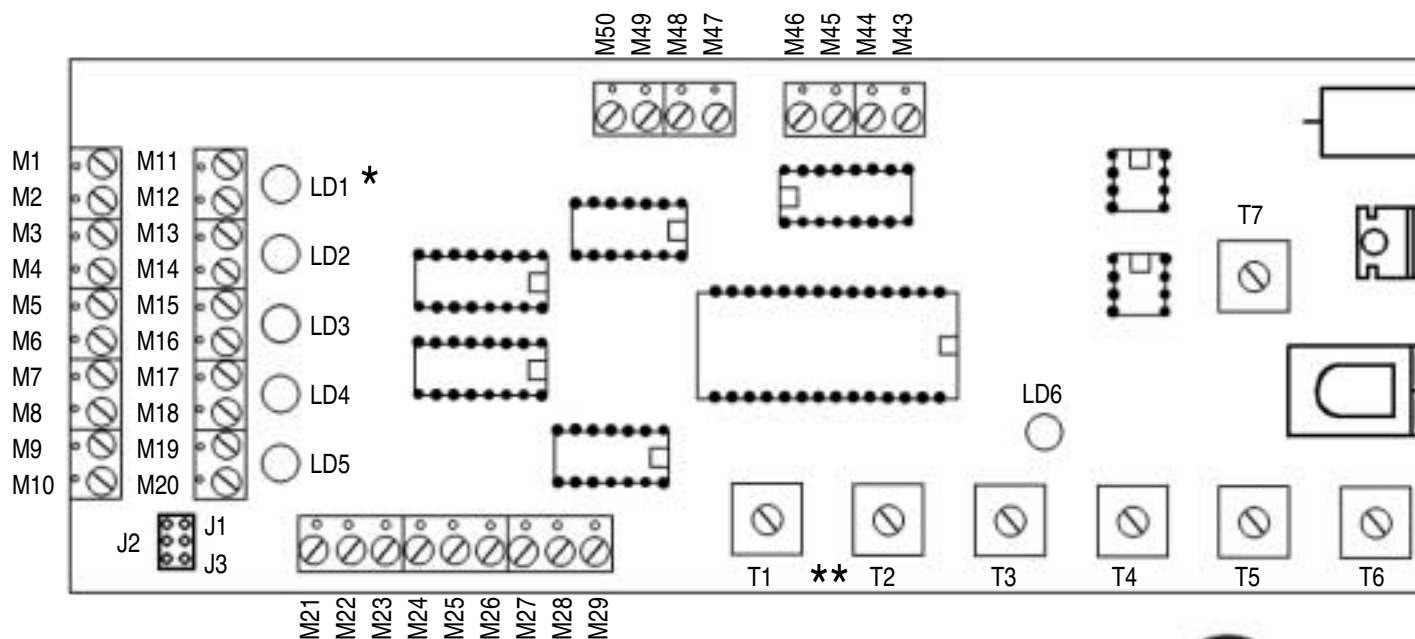 M50 M49 M48 M47 M46 M45 M44 M43
M1 M11 LD1 *
M2 M12
M3 M13 LD2
M4 M14
M5 M15 LD3
M6 M16
M7 M17 LD4
M8 M18
M9 M19 LD5
M10 M20
T7
LD6
J2 J1
J3
T1 ** T2 T3 T4 T5 T6
M21 M22 M23 M24 M25 M26 M27 M28 M29